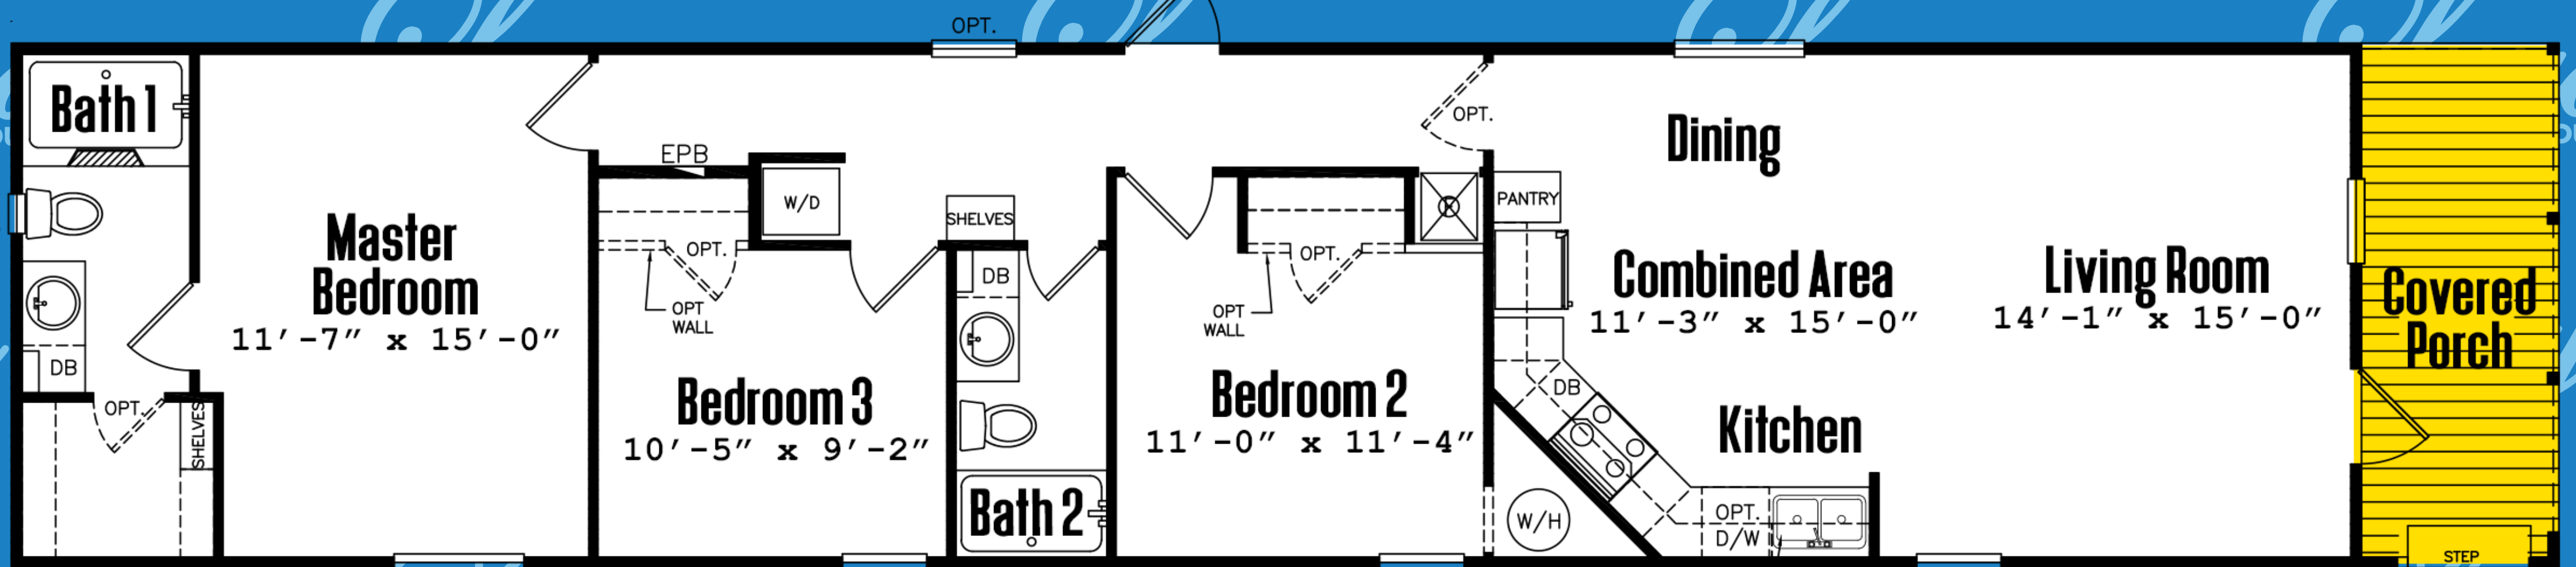 OPT.
Bath 1
DB
OPT.
SHELVES
Master
Bedroom
11'-7" x 15'-0"
EPB
W/D
OPT.
OPT
WALL
Bedroom 3
10'-5" x 9'-2"
SHELVES
DB
Bath 2
OPT.
OPT
WALL
Bedroom 2
11'-0" x 11'-4"
OPT.
PANTRY
Dining
Combined Area
11'-3" x 15'-0"
DB
Kitchen
W/H
OPT.
D/W
Living Room
14'-1" x 15'-0"
Covered
Porch
STEP